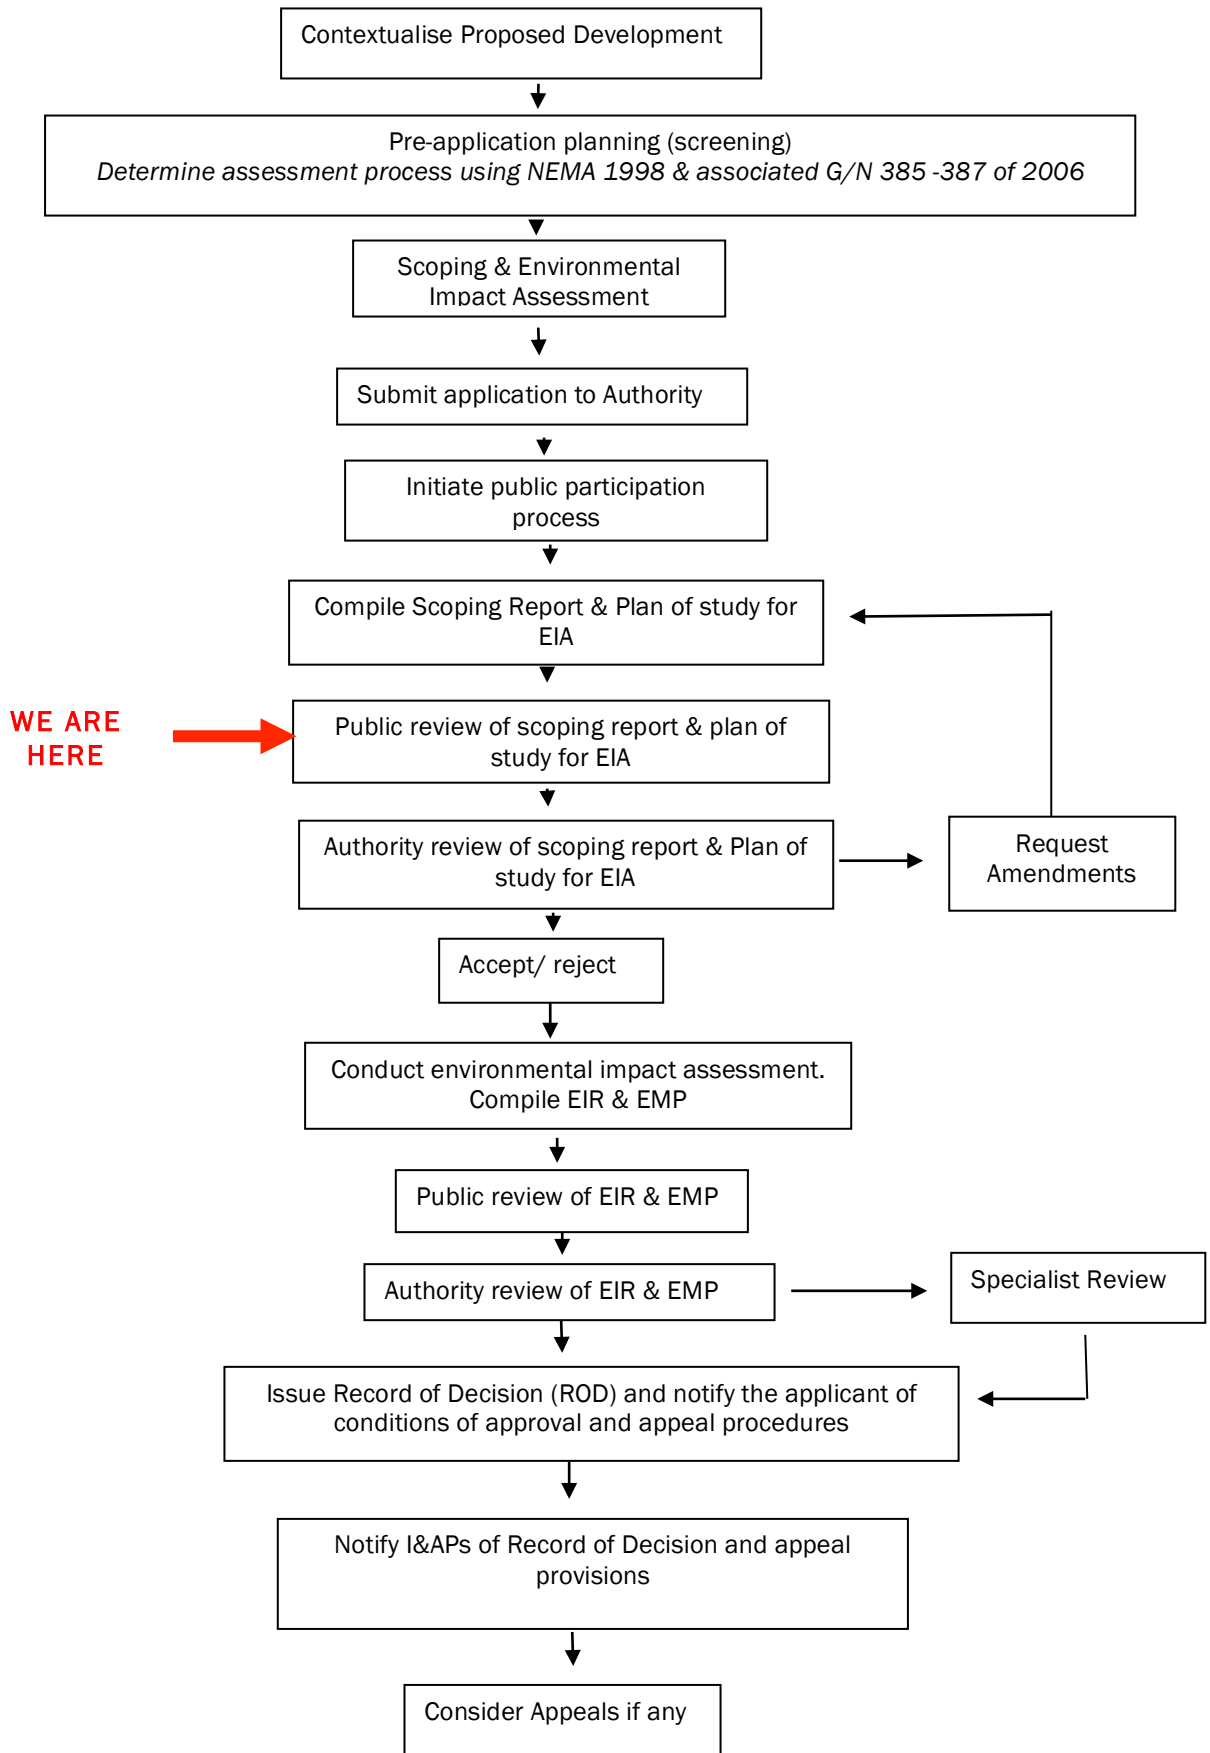 Contextualise Proposed Development
Pre-application planning (screening)
Determine assessment process using NEMA 1998 & associated G/N 385 -387 of 2006
Scoping & Environmental
Impact Assessment
Submit application to Authority
Initiate public participation
process
Compile Scoping Report & Plan of study for
EIA
WE ARE
HERE
Public review of scoping report & plan of
study for EIA
Authority review of scoping report & Plan of
study for EIA
Request
Amendments
Accept/ reject
Conduct environmental impact assessment.
Compile EIR & EMP
Public review of EIR & EMP
Authority review of EIR & EMP
Specialist Review
Issue Record of Decision (ROD) and notify the applicant of
conditions of approval and appeal procedures
Notify I&APs of Record of Decision and appeal
provisions
Consider Appeals if any